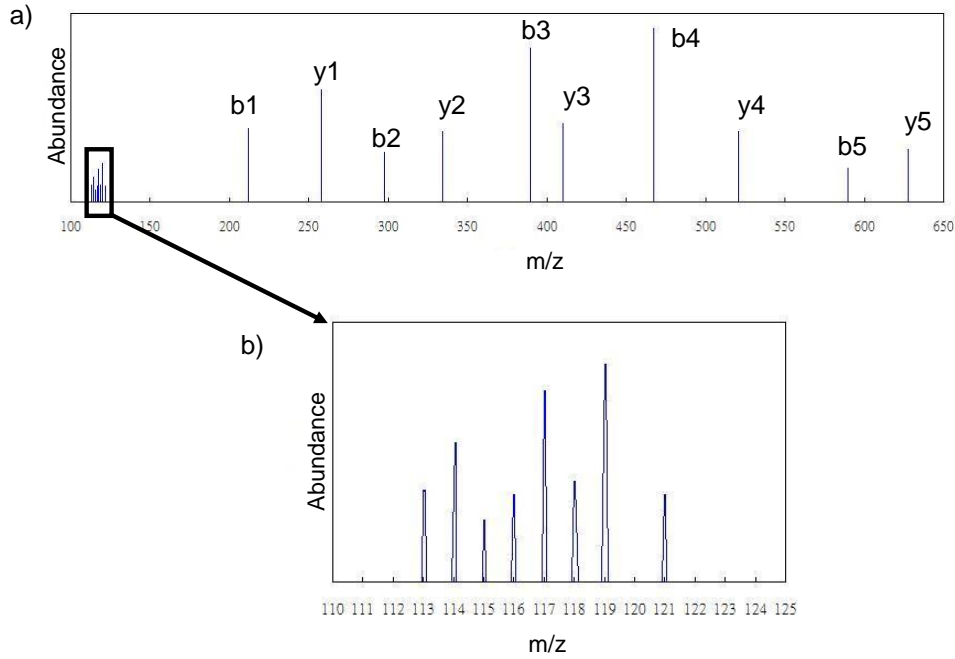 a)
Abundance
b1
y1
b2
y2
b3
y3
b4
y4
b5
y5
100 150 200 250 300 350 400 450 500 550 600 650
m/z
b)
Abundance
110 111 112 113 114 115 116 117 118 119 120 121 122 123 124 125
m/z